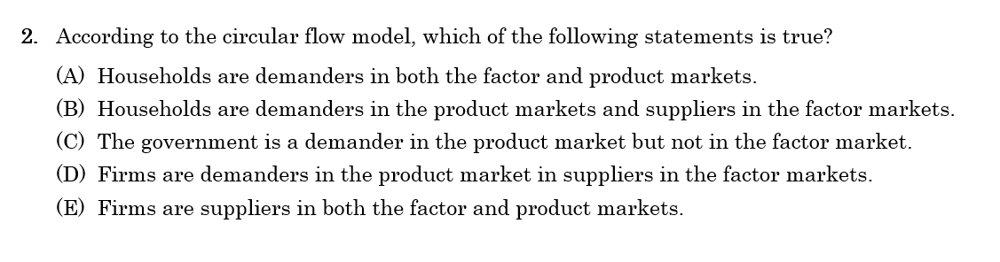 2. According to the circular flow model, which of the following statements is true?
(A) Households are demanders in both the factor and product markets.
(B) Households are demanders in the product markets and suppliers in the factor markets.
(C) The government is a demander in the product market but not in the factor market.
(D) Firms are demanders in the product market in suppliers in the factor markets.
(E) Firms are suppliers in both the factor and product markets.